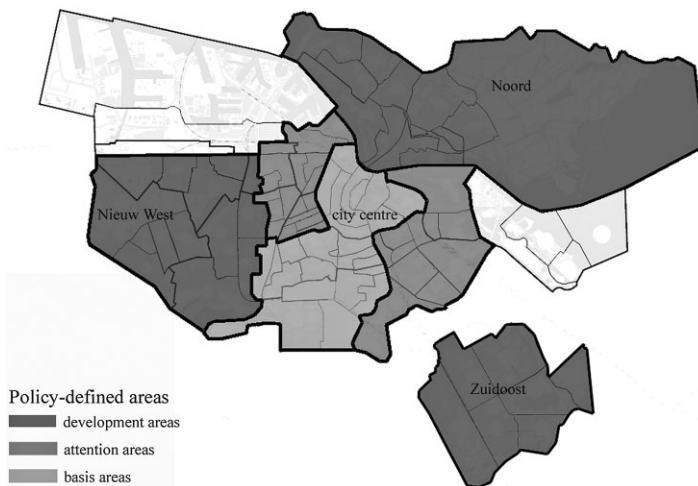 Noord
Nieuw West
city centre
Zuidoost
Policy-defined areas
development areas
attention areas
basis areas